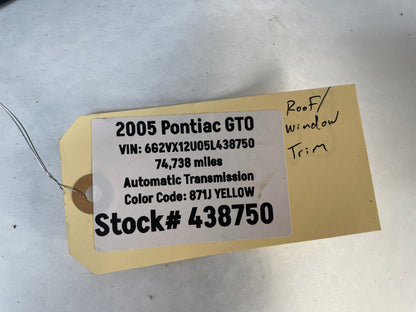 2005 Pontiac GTO
VIN: 6G2VX12U05L438750
74,738 miles
Automatic Transmission
Color Code: 871J YELLOW
Stock# 438750
Roof/
window
Trim